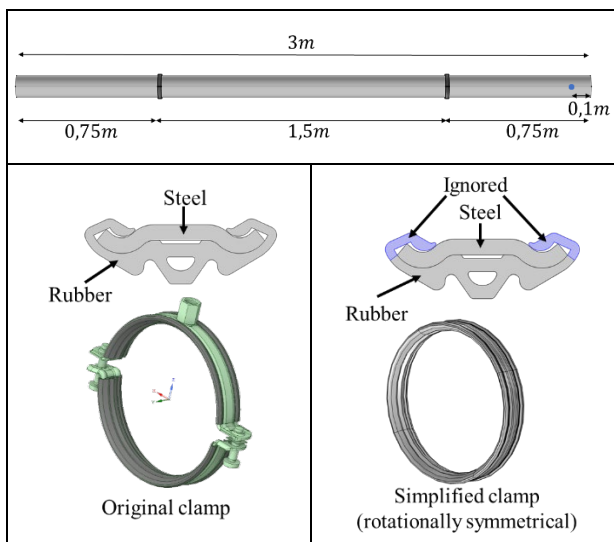 3m
0,1m
0,75m 1,5m 0,75m
Steel
Rubber
Original clamp
Ignored
Steel
Rubber
Simplified clamp
(rotationally symmetrical)